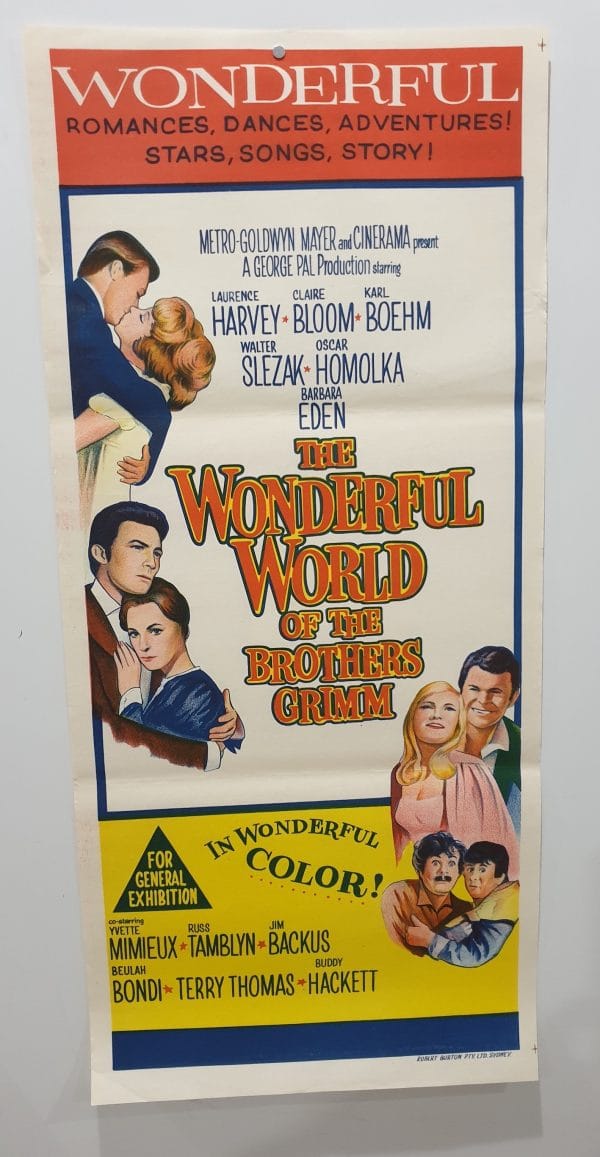 WONDERFUL
ROMANCES, DANCES, ADVENTURES!
STARS, SONGS, STORY!
METRO-GOLDWYN MAYER and CINERAMA present
A GEORGE PAL Production starring
LAURENCE HARVEY * CLAIRE BLOOM * KARL BOEHM
WALTER SLEZAK * OSCAR HOMOLKA
BARBARA
EDEN
THE
WONDERFUL
WORLD
OF THE
BROTHERS
GRIMM
IN WONDERFUL
COLOR!
FOR
GENERAL
EXHIBITION
co-starring
YVETTE MIMIEUX * RUSS TAMBLYN * JIM BACKUS
BEULAH BONDI * TERRY THOMAS * BUDDY HACKETT
ROBERT BURTON PTY. LTD. SYDNEY